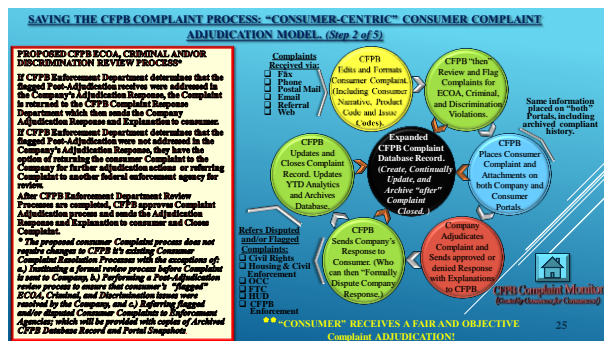 SAVING THE CFPB COMPLAINT PROCESS: “CONSUMER-CENTRIC” CONSUMER COMPLAINT
ADJUDICATION MODEL. (Step 2 of 5)
PROPOSED CFPB ECOA, CRIMINAL AND/OR
DISCRIMINATION REVIEW PROCESS*
If CFPB Enforcement Department determines that the
flagged Post-Adjudication receives were addressed in
the Company’s Adjudication Response, the Complaint
is returned to the CFPB Complaint Response
Department which then sends the Company
Adjudication Response and Explanation to consumer.
If CFPB Enforcement Department determines that the
flagged Post-Adjudication were not addressed in the
Company’s Adjudication Response, they have the
option of returning the consumer Complaint to the
Company for further adjudication actions or referring
Complaint to another federal enforcement agency for
review.
After CFPB Enforcement Department Review
Processes are completed, CFPB approves Complaint
Adjudication process and sends the Adjudication
Response and Explanation to consumer and Closes
Complaint.
* The proposed consumer Complaint process does not
require changes to CFPB it’s existing Consumer
Complaint Resolution Processes with the exceptions of:
a.) Instituting a formal review process before Complaint
is sent to Company, b.) Performing a Post-Adjudication
review process to ensure that consumer’s “flagged”
ECOA, Criminal, and Discrimination issues were
resolved by the Company, and c.) Referring flagged
and/or disputed Consumer Complaints to Enforcement
Agencies; which will be provided with copies of Archived
CFPB Database Record and Portal Snapshots.
Complaints
Received via:
❑ Fax
❑ Phone
❑ Postal Mail
❑ Email
❑ Referral
❑ Web
CFPB
Edits and Formats
Consumer Complaint.
(Including Consumer
Narrative, Product
Code and Issue
Codes).
CFPB “then”
Review and Flag
Complaints for
ECOA, Criminal,
and Discrimination
Violations.
Same information
placed on “both”
Portals, including
archived compliant
history.
CFPB
Places Consumer
Complaint and
Attachments on
both Company and
Consumer
Portals.
Company
Adjudicates
Complaint and
Sends approved or
denied Response
with Explanations
to CFPB.
CFPB
Sends Company’s
Response to
Consumer. (Who
can then “Formally
Dispute Company
Response.)
CFPB
Updates and
Closes Complaint
Record. Updates
YTD Analytics
and Archives
Database.
Expanded
CFPB Complaint
Database Record.
(Create, Continually
Update, and
Archive “after”
Complaint
Closed. )
Refers Disputed
and/or Flagged
Complaints:
❑ Civil Rights
❑ Housing & Civil
Enforcement
❑ OCC
❑ FTC
❑ HUD
❑ CFPB
Enforcement
CFPB Complaint Monitor
(Created by Consumers, for Consumers)
**“CONSUMER” RECEIVES A FAIR AND OBJECTIVE
Complaint ADJUDICATION!
25